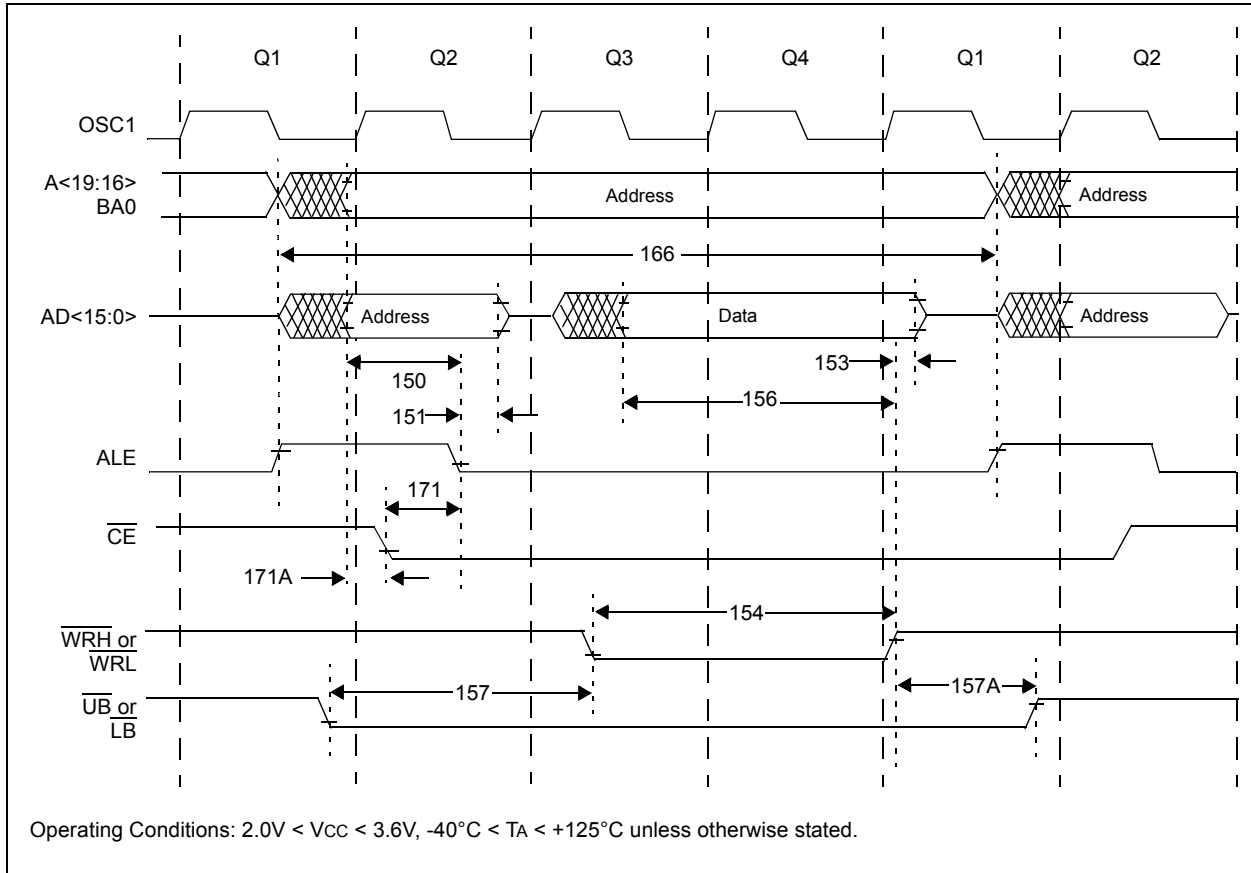 Q1 Q2 Q3 Q4 Q1 Q2
OSC1
A<19:16>
BA0
Address
Address
166
AD<15:0>
Address
Data
Address
150
153
151
156
ALE
171
CE
171A
154
WRH or
WRL
157
157A
UB or
LB
Operating Conditions: 2.0V < VCC < 3.6V, -40°C < TA < +125°C unless otherwise stated.